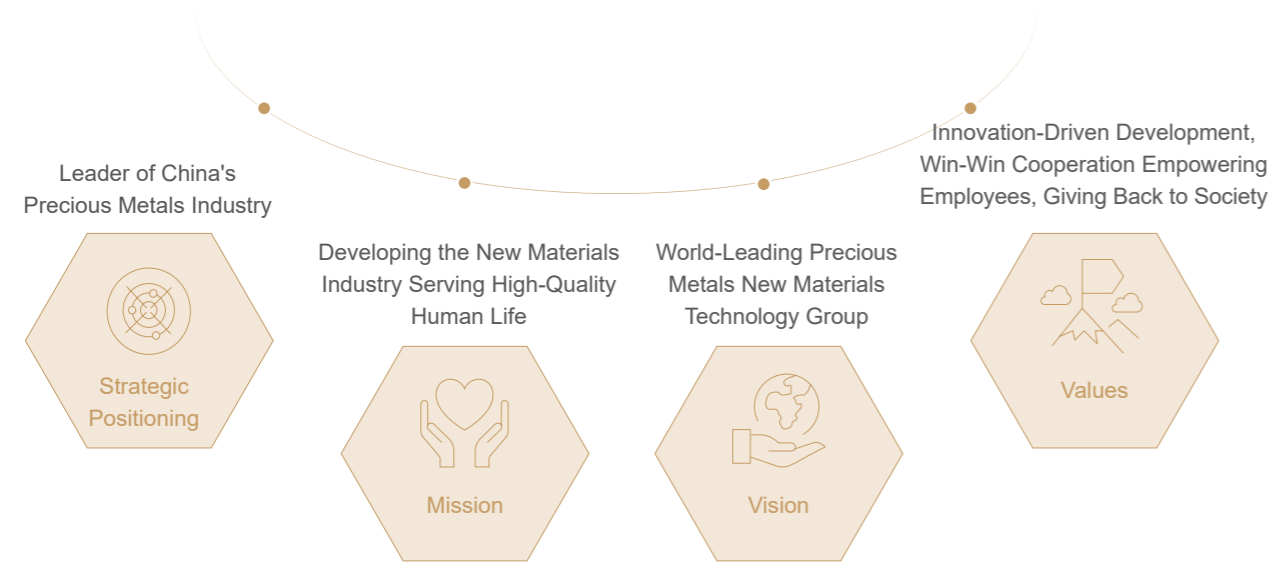 Leader of China's
Precious Metals Industry
Strategic
Positioning
Developing the New Materials
Industry Serving High-Quality
Human Life
Mission
World-Leading Precious
Metals New Materials
Technology Group
Vision
Innovation-Driven Development,
Win-Win Cooperation Empowering
Employees, Giving Back to Society
Values